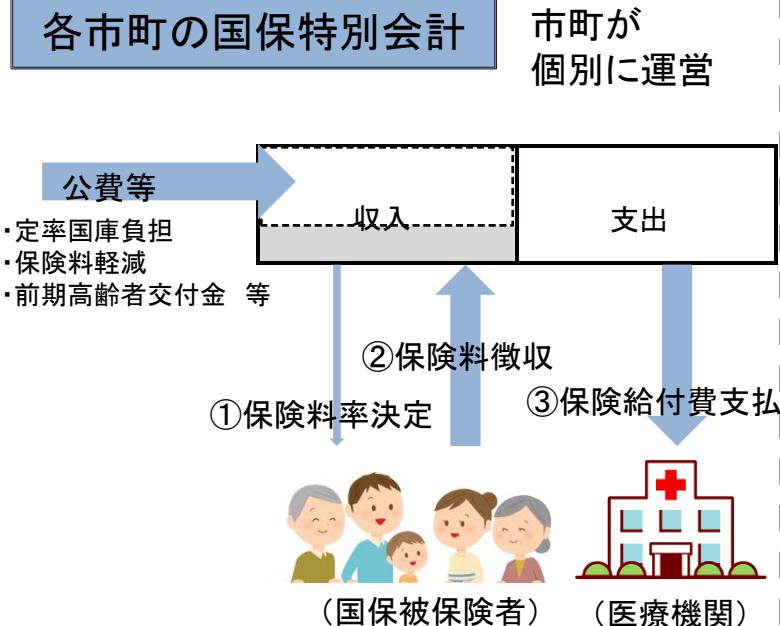 各市町の国保特別会計
市町が
個別に運営
公費等
・定率国庫負担
・保険料軽減
・前期高齢者交付金　等
収入
支出
②保険料徴収
①保険料率決定
③保険給付費支払
（国保被保険者）
（医療機関）